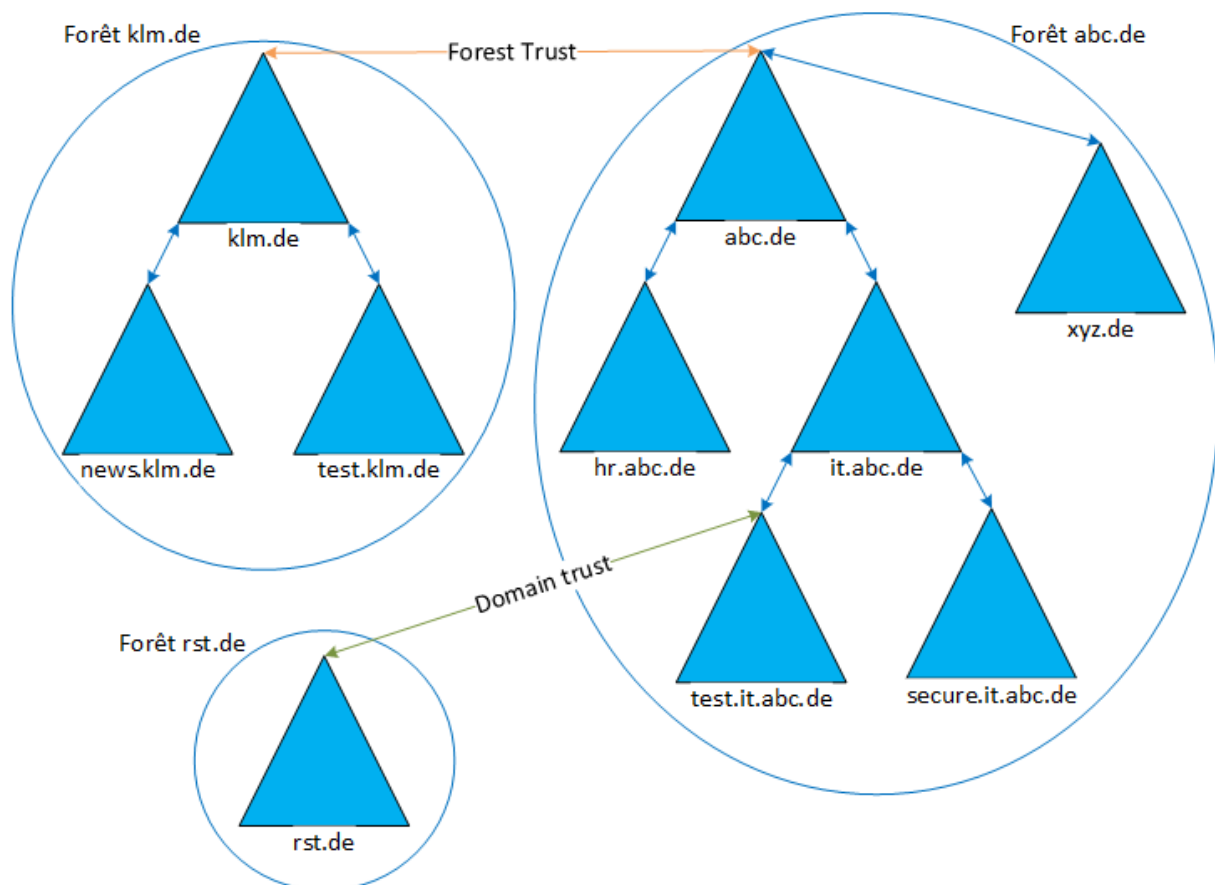 Forêt klm.de
Forest Trust
Forêt abc.de
klm.de
abc.de
xyz.de
news.klm.de
test.klm.de
hr.abc.de
it.abc.de
Domain trust
Forêt rst.de
test.it.abc.de
secure.it.abc.de
rst.de